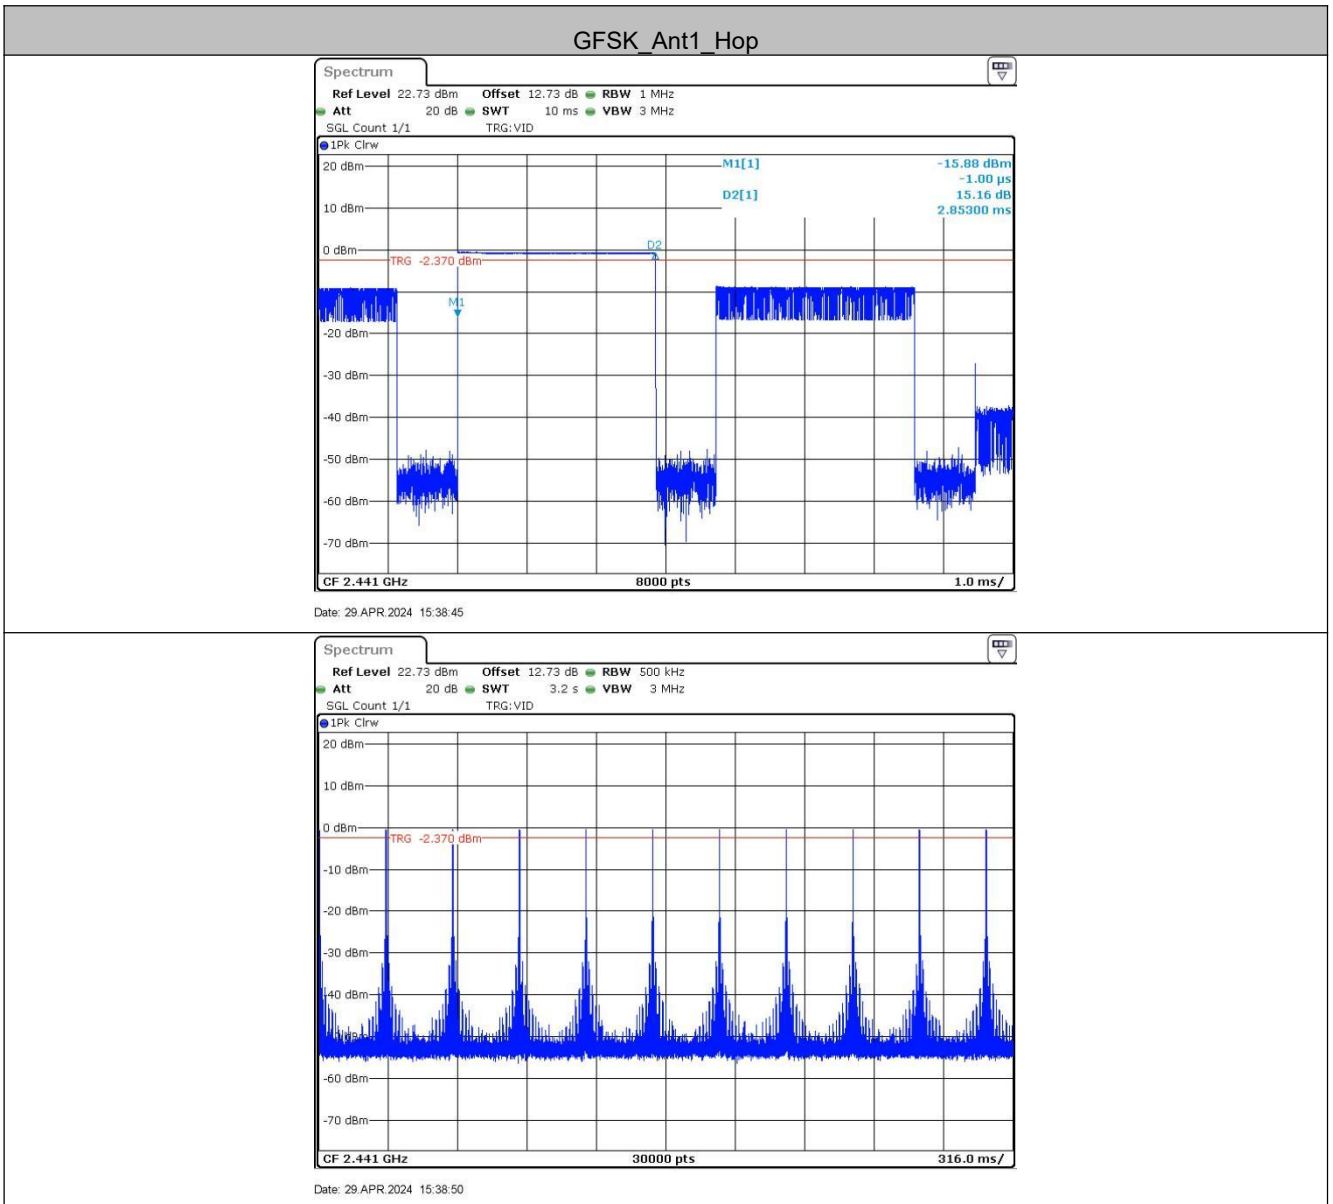 GFSK_Ant1_Hop
Spectrum
Ref Level 22.73 dBm Offset 12.73 dB RBW 1 MHz
Att 20 dB SWT 10 ms VBW 3 MHz
SGL Count 1/1 TRG:VID
1Pk Clrw
M1[1] -15.88 dBm
-1.00 µs
D2[1] 15.16 dB
2.85300 ms
20 dBm
10 dBm
0 dBm
D2
TRG -2.370 dBm
M1
-20 dBm
-30 dBm
-40 dBm
-50 dBm
-60 dBm
-70 dBm
CF 2.441 GHz 8000 pts 1.0 ms/
Date: 29.APR.2024 15:38:45
Spectrum
Ref Level 22.73 dBm Offset 12.73 dB RBW 500 kHz
Att 20 dB SWT 3.2 s VBW 3 MHz
SGL Count 1/1 TRG:VID
1Pk Clrw
20 dBm
10 dBm
0 dBm
TRG -2.370 dBm
-10 dBm
-20 dBm
-30 dBm
-40 dBm
-60 dBm
-70 dBm
CF 2.441 GHz 30000 pts 316.0 ms/
Date: 29.APR.2024 15:38:50